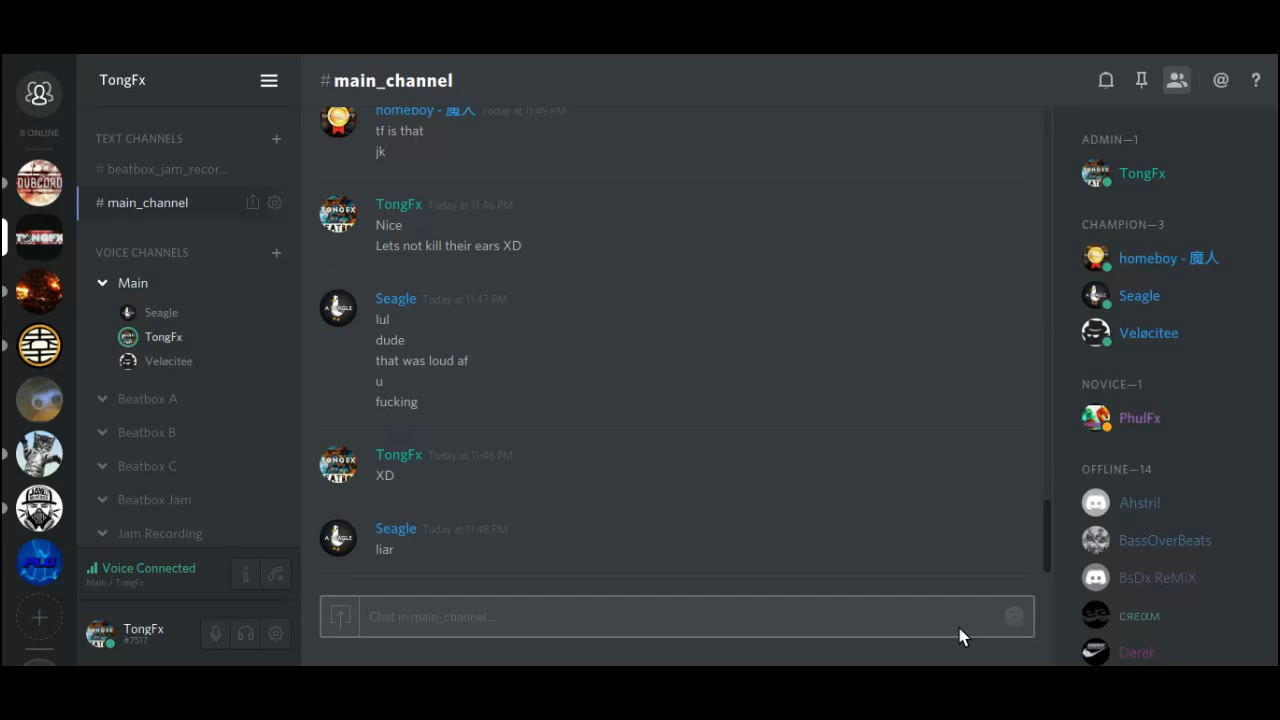 TongFx
#main_channel
8 ONLINE
DUBCORD
TONGFX
TEXT CHANNELS
# beatbox_jam_recor...
# main_channel
VOICE CHANNELS
Main
Seagle
TongFx
Veløcitee
Beatbox A
Beatbox B
Beatbox C
Beatbox Jam
Jam Recording
Voice Connected
Main / TongFx
TongFx
#7517
homeboy - 魔人 Today at 11:45 PM
tf is that
jk
TongFx Today at 11:46 PM
Nice
Lets not kill their ears XD
Seagle Today at 11:47 PM
lul
dude
that was loud af
u
fucking
TongFx Today at 11:48 PM
XD
Seagle Today at 11:48 PM
liar
Chat in main_channel...
ADMIN—1
TongFx
CHAMPION—3
homeboy - 魔人
Seagle
Veløcitee
NOVICE—1
PhulFx
OFFLINE—14
Ahstril
BassOverBeats
BsDx ReMiX
Derek